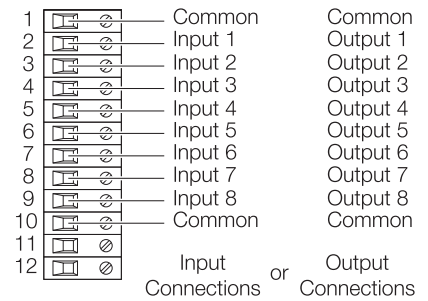 1 Common Common
2 Input 1 Output 1
3 Input 2 Output 2
4 Input 3 Output 3
5 Input 4 Output 4
6 Input 5 Output 5
7 Input 6 Output 6
8 Input 7 Output 7
9 Input 8 Output 8
10 Common Common
11
12
Input Connections or Output Connections